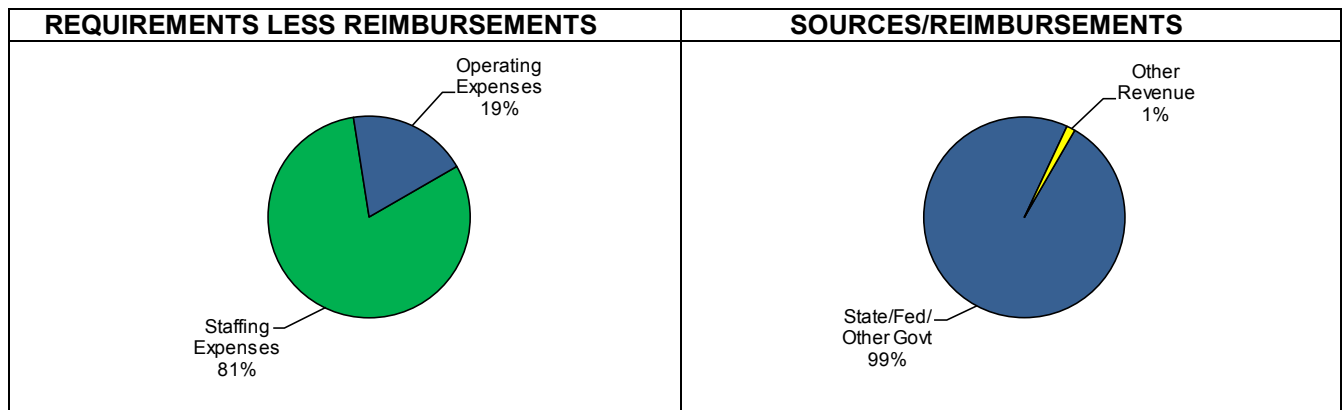 REQUIREMENTS LESS REIMBURSEMENTS
Operating
Expenses
19%
Staffing
Expenses
81%
SOURCES/REIMBURSEMENTS
Other
Revenue
1%
State/Fed/
Other Govt
99%